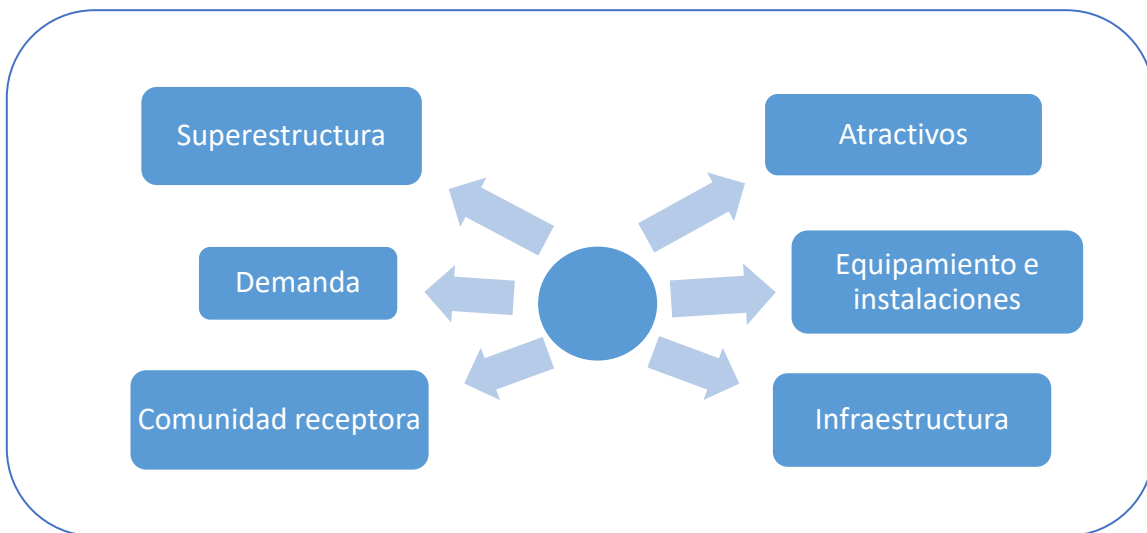 Superestructura
Atractivos
Demanda
Equipamiento e
instalaciones
Comunidad receptora
Infraestructura